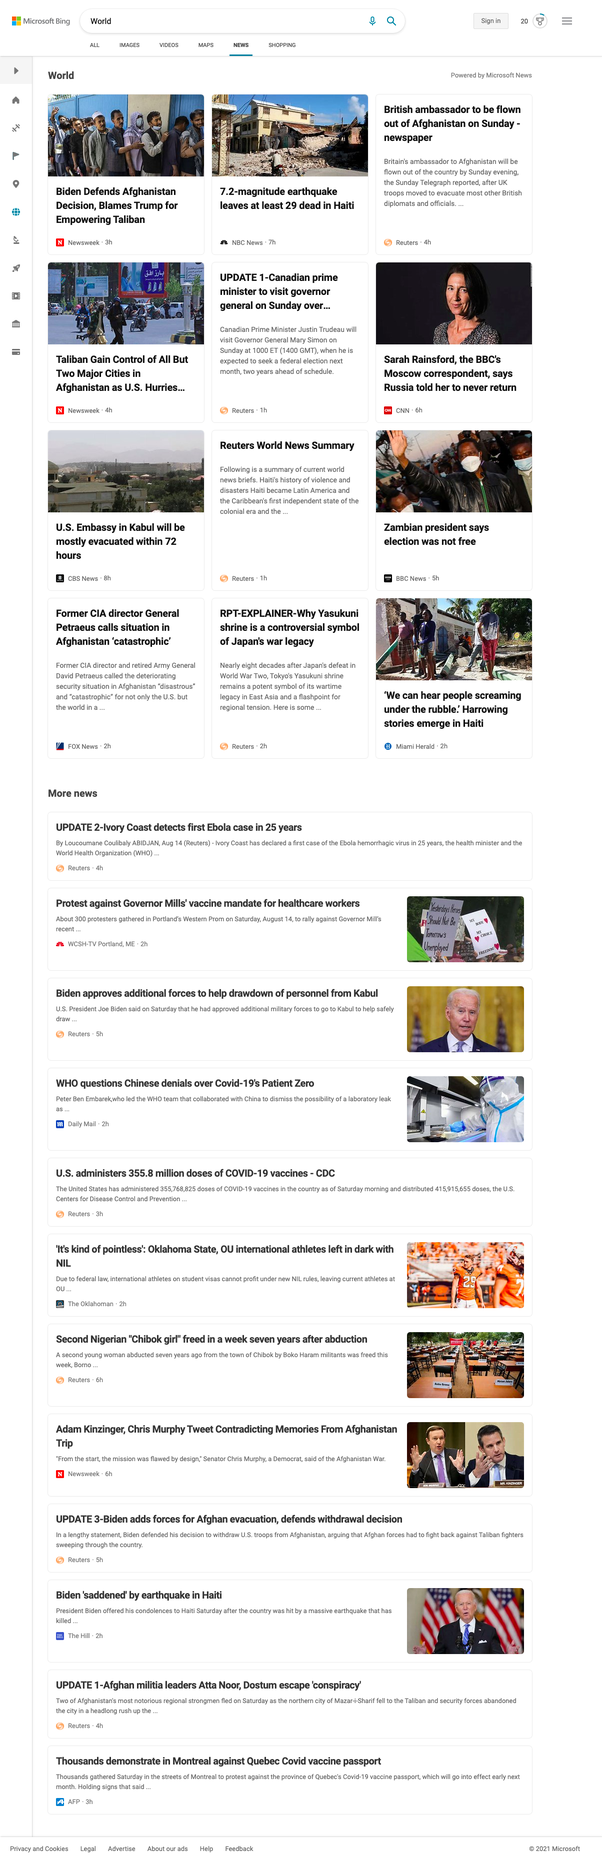 Microsoft Bing
World
Sign in
20
ALL
IMAGES
VIDEOS
MAPS
NEWS
SHOPPING
World
Powered by Microsoft News
Biden Defends Afghanistan
Decision, Blames Trump for
Empowering Taliban
Newsweek · 3h
7.2-magnitude earthquake
leaves at least 29 dead in Haiti
NBC News · 7h
British ambassador to be flown
out of Afghanistan on Sunday -
newspaper
Britain's ambassador to Afghanistan will be
flown out of the country by Sunday evening,
the Sunday Telegraph reported, after UK
troops moved to evacuate most other British
diplomats and officials. ...
Reuters · 4h
Taliban Gain Control of All But
Two Major Cities in
Afghanistan as U.S. Hurries...
Newsweek · 4h
UPDATE 1-Canadian prime
minister to visit governor
general on Sunday over...
Canadian Prime Minister Justin Trudeau will
visit Governor General Mary Simon on
Sunday at 1000 ET (1400 GMT), when he is
expected to seek a federal election next
month, two years ahead of schedule.
Reuters · 1h
Sarah Rainsford, the BBC's
Moscow correspondent, says
Russia told her to never return
CNN · 6h
U.S. Embassy in Kabul will be
mostly evacuated within 72
hours
CBS News · 8h
Reuters World News Summary
Following is a summary of current world
news briefs. Haiti's history of violence and
disasters Haiti became Latin America and
the Caribbean's first independent state of the
colonial era and the ...
Reuters · 1h
Zambian president says
election was not free
BBC News · 5h
Former CIA director General
Petraeus calls situation in
Afghanistan ‘catastrophic’
Former CIA director and retired Army General
David Petraeus called the deteriorating
security situation in Afghanistan “disastrous”
and “catastrophic” for not only the U.S. but
the world in a ...
FOX News · 2h
RPT-EXPLAINER-Why Yasukuni
shrine is a controversial symbol
of Japan's war legacy
Nearly eight decades after Japan's defeat in
World War Two, Tokyo's Yasukuni shrine
remains a potent symbol of its wartime
legacy in East Asia and a flashpoint for
regional tension. Here is some ...
Reuters · 2h
‘We can hear people screaming
under the rubble.’ Harrowing
stories emerge in Haiti
Miami Herald · 2h
More news
UPDATE 2-Ivory Coast detects first Ebola case in 25 years
By Loucoumane Coulibaly ABIDJAN, Aug 14 (Reuters) - Ivory Coast has declared a first case of the Ebola hemorrhagic virus in 25 years, the health minister and the
World Health Organization (WHO) ...
Reuters · 4h
Protest against Governor Mills' vaccine mandate for healthcare workers
About 300 protesters gathered in Portland's Western Prom on Saturday, August 14, to rally against Governor Mill's
recent ...
WCSH-TV Portland, ME · 2h
Yesterday's Heroes
Should Not Be
Tomorrow's
Unemployed
Biden approves additional forces to help drawdown of personnel from Kabul
U.S. President Joe Biden said on Saturday that he had approved additional military forces to go to Kabul to help safely
draw ...
Reuters · 5h
WHO questions Chinese denials over Covid-19's Patient Zero
Peter Ben Embarek,who led the WHO team that collaborated with China to dismiss the possibility of a laboratory leak
as ...
Daily Mail · 2h
U.S. administers 355.8 million doses of COVID-19 vaccines - CDC
The United States has administered 355,768,825 doses of COVID-19 vaccines in the country as of Saturday morning and distributed 415,915,655 doses, the U.S.
Centers for Disease Control and Prevention ...
Reuters · 3h
'It's kind of pointless': Oklahoma State, OU international athletes left in dark with
NIL
Due to federal law, international athletes on student visas cannot profit under new NIL rules, leaving current athletes at
OU ...
The Oklahoman · 2h
29
Second Nigerian "Chibok girl" freed in a week seven years after abduction
A second young woman abducted seven years ago from the town of Chibok by Boko Haram militants was freed this
week, Borno ...
Reuters · 6h
Adam Kinzinger, Chris Murphy Tweet Contradicting Memories From Afghanistan
Trip
"From the start, the mission was flawed by design," Senator Chris Murphy, a Democrat, said of the Afghanistan War.
Newsweek · 6h
UPDATE 3-Biden adds forces for Afghan evacuation, defends withdrawal decision
In a lengthy statement, Biden defended his decision to withdraw U.S. troops from Afghanistan, arguing that Afghan forces had to fight back against Taliban fighters
sweeping through the country.
Reuters · 5h
Biden 'saddened' by earthquake in Haiti
President Biden offered his condolences to Haiti Saturday after the country was hit by a massive earthquake that has
killed ...
The Hill · 2h
UPDATE 1-Afghan militia leaders Atta Noor, Dostum escape 'conspiracy'
Two of Afghanistan's most notorious regional strongmen fled on Saturday as the northern city of Mazar-i-Sharif fell to the Taliban and security forces abandoned
the city in a headlong rush up the ...
Reuters · 4h
Thousands demonstrate in Montreal against Quebec Covid vaccine passport
Thousands gathered Saturday in the streets of Montreal to protest against the province of Quebec's Covid-19 vaccine passport, which will go into effect early next
month. Holding signs that said ...
AFP · 3h
Privacy and Cookies
Legal
Advertise
About our ads
Help
Feedback
© 2021 Microsoft